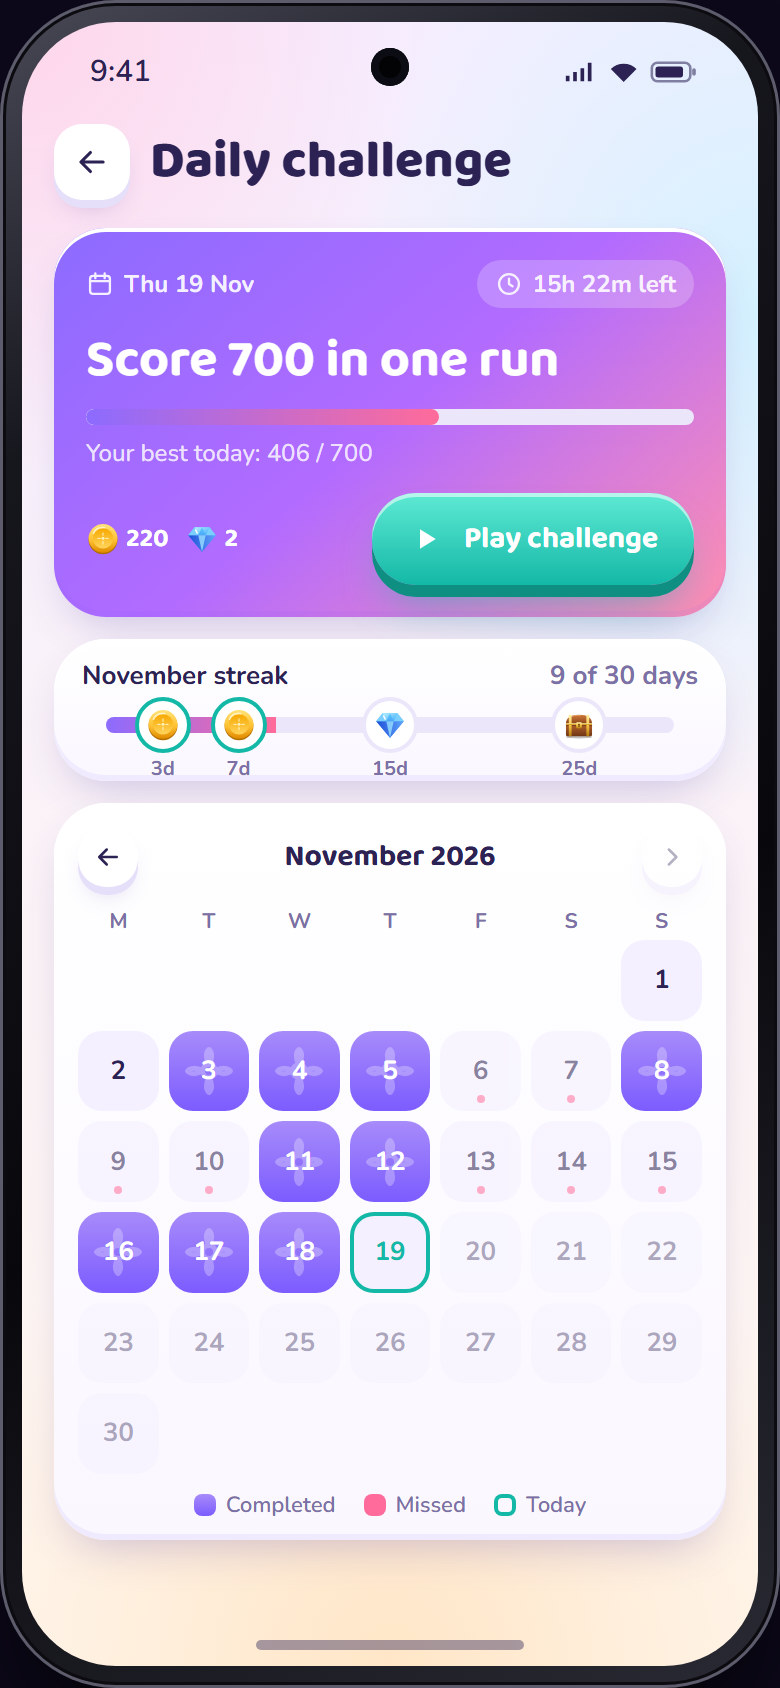 9:41
Daily challenge
Thu 19 Nov 15h 22m left
Score 700 in one run
Your best today: 406 / 700
220 2 Play challenge
November streak 9 of 30 days
3d 7d 15d 25d
November 2026
M T W T F S S
1
2 3 4 5 6 7 8
9 10 11 12 13 14 15
16 17 18 19 20 21 22
23 24 25 26 27 28 29
30
Completed Missed Today